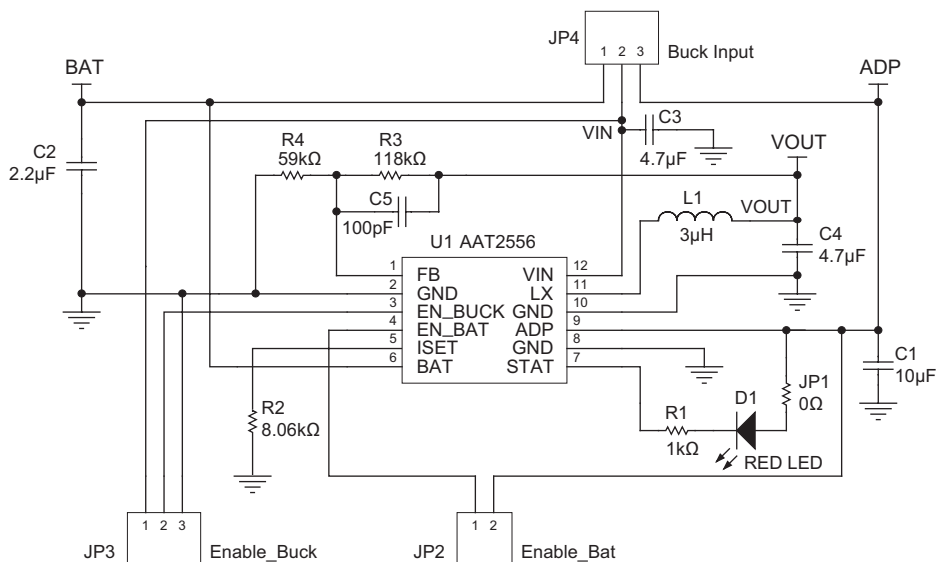 JP4
1 2 3
Buck Input
BAT
ADP
C2
2.2µF
R4
59kΩ
R3
118kΩ
C5
100pF
VIN
C3
4.7µF
VOUT
L1
3µH
VOUT
C4
4.7µF
U1 AAT2556
1 FB
2 GND
3 EN_BUCK
4 EN_BAT
5 ISET
6 BAT
VIN 12
LX 11
GND 10
ADP 9
GND 8
STAT 7
R2
8.06kΩ
R1
1kΩ
D1
RED LED
JP1
0Ω
C1
10µF
1 2 3
JP3
Enable_Buck
1 2
JP2
Enable_Bat